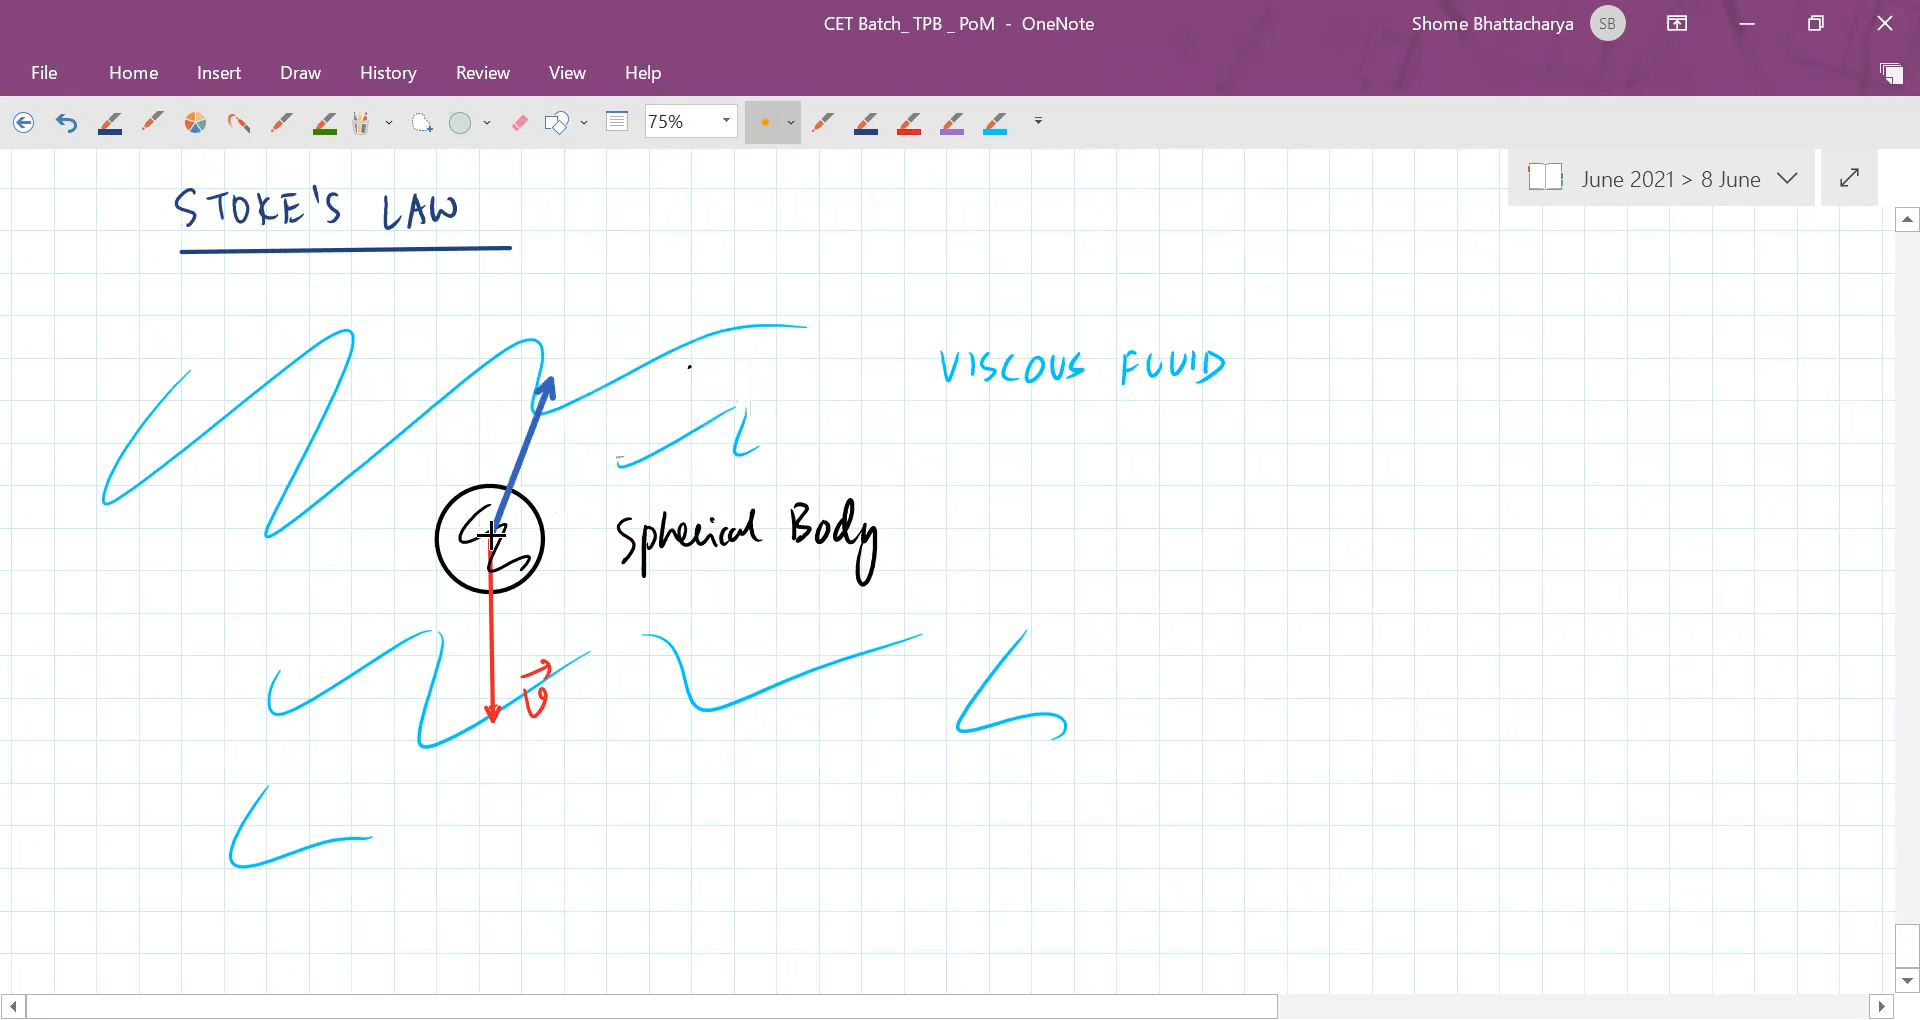 CET Batch_ TPB _ PoM - OneNote
Shome Bhattacharya SB
File Home Insert Draw History Review View Help
75%
June 2021 > 8 June
STOKE'S LAW
VISCOUS FLUID
Spherical Body
v